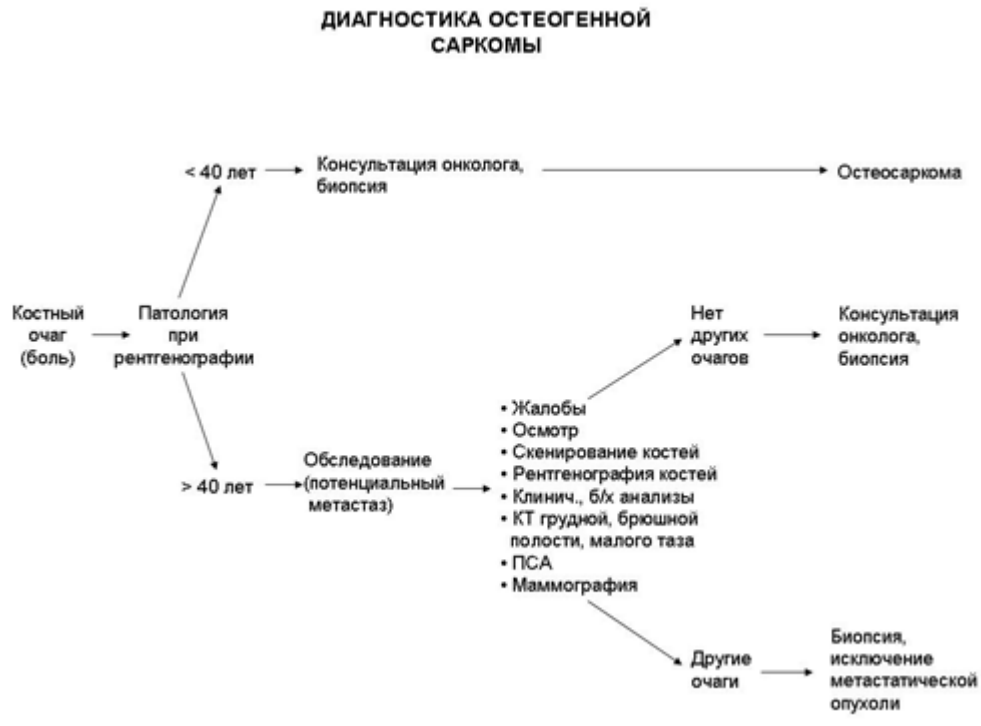 ДИАГНОСТИКА ОСТЕОГЕННОЙ
САРКОМЫ
< 40 лет
Консультация онколога,
биопсия
Остеосаркома
Костный
очаг
(боль)
Патология
при
рентгенографии
> 40 лет
Обследование
(потенциальный
метастаз)
• Жалобы
• Осмотр
• Скенирование костей
• Рентгенография костей
• Клинич., б/х анализы
• КТ грудной, брюшной
полости, малого таза
• ПСА
• Маммография
Нет
других
очагов
Консультация
онколога,
биопсия
Другие
очаги
Биопсия,
исключение
метастатической
опухоли